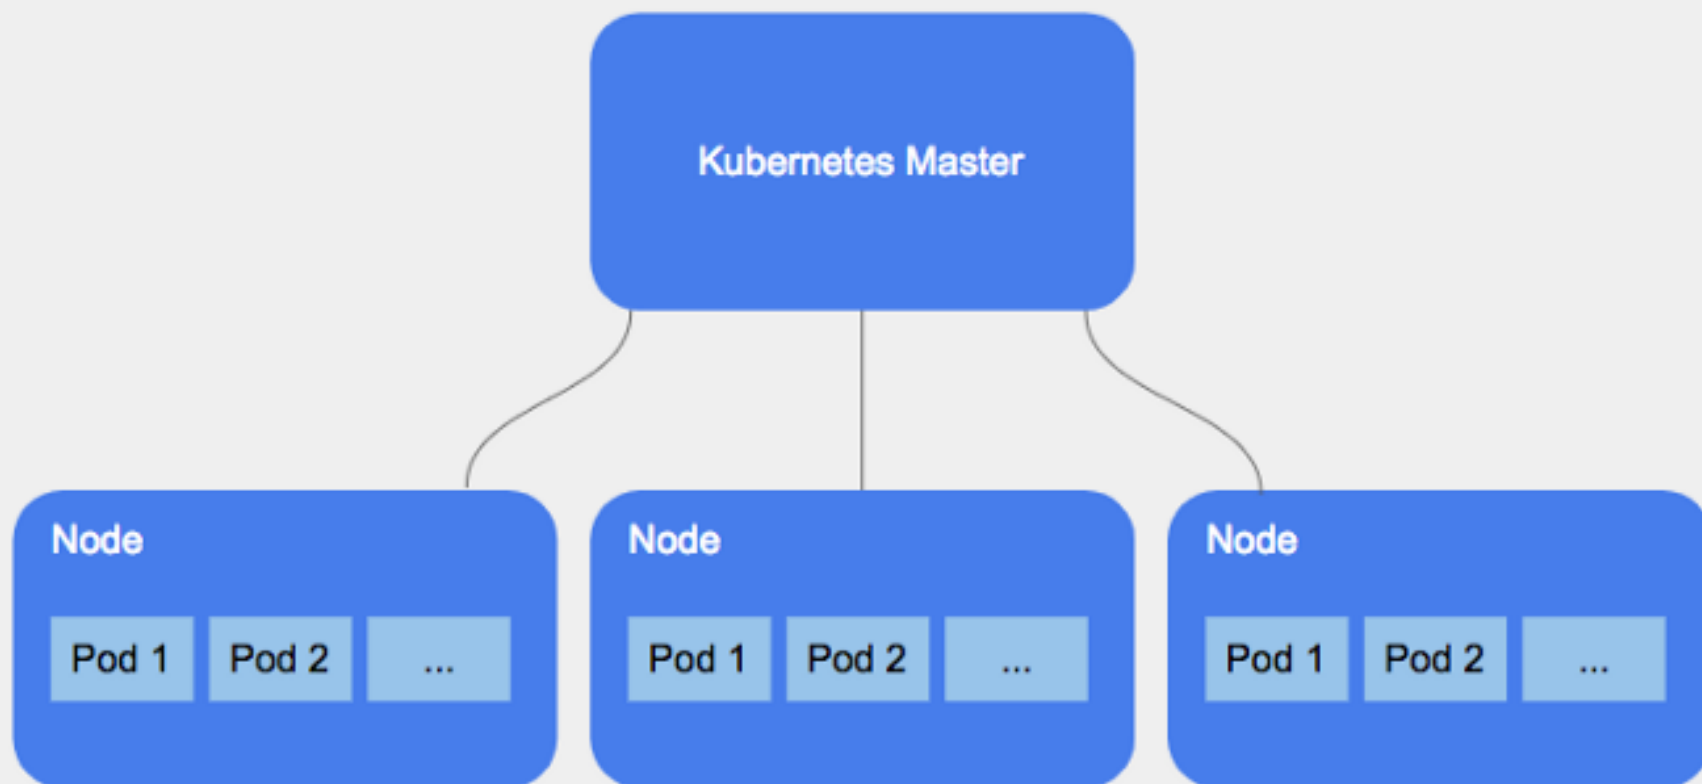 Kubernetes Master
Node
Pod 1
Pod 2
...
Node
Pod 1
Pod 2
...
Node
Pod 1
Pod 2
...